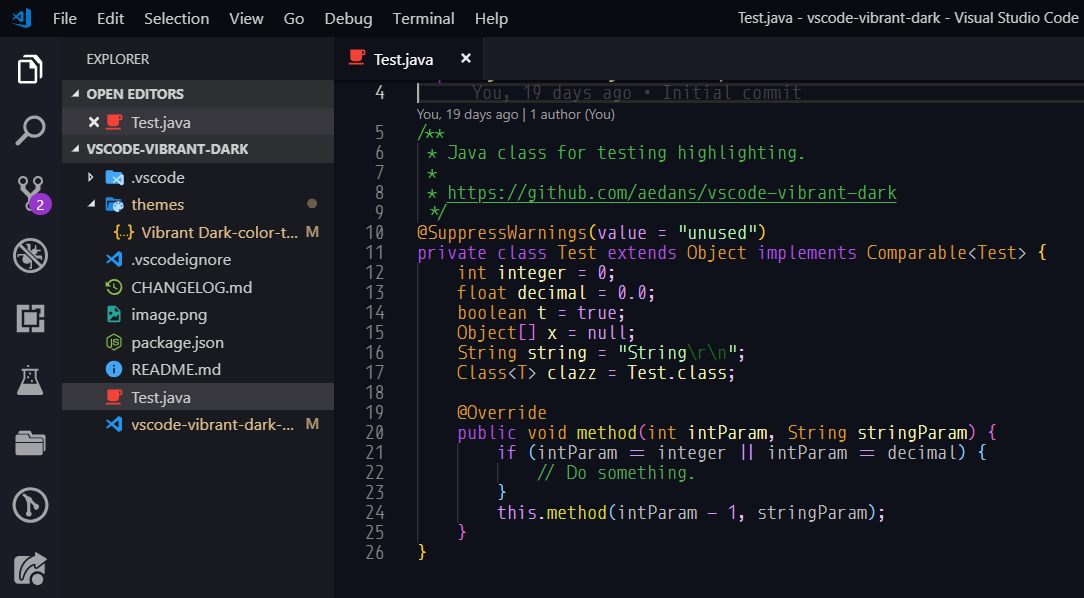 File Edit Selection View Go Debug Terminal Help
Test.java - vscode-vibrant-dark - Visual Studio Code
EXPLORER
OPEN EDITORS
Test.java
VSCODE-VIBRANT-DARK
.vscode
themes
{..} Vibrant Dark-color-t... M
.vscodeignore
CHANGELOG.md
image.png
package.json
README.md
Test.java
vscode-vibrant-dark-... M
2
Test.java
4 You, 19 days ago • Initial commit
You, 19 days ago | 1 author (You)
5 /**
6 * Java class for testing highlighting.
7 *
8 * https://github.com/aedans/vscode-vibrant-dark
9 */
10 @SuppressWarnings(value = "unused")
11 private class Test extends Object implements Comparable<Test> {
12 int integer = 0;
13 float decimal = 0.0;
14 boolean t = true;
15 Object[] x = null;
16 String string = "String\r\n";
17 Class<T> clazz = Test.class;
18
19 @Override
20 public void method(int intParam, String stringParam) {
21 if (intParam == integer || intParam == decimal) {
22 // Do something.
23 }
24 this.method(intParam - 1, stringParam);
25 }
26 }